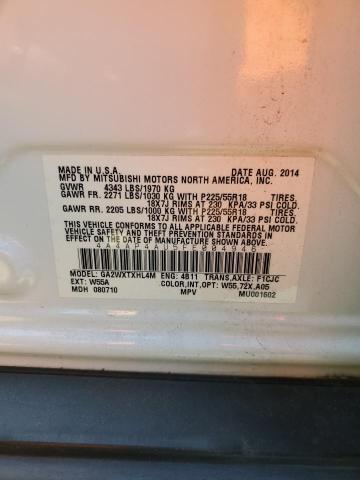 MADE IN U.S.A. DATE AUG. 2014
MFD BY MITSUBISHI MOTORS NORTH AMERICA, INC.
GVWR 4343 LBS/1970 KG
GAWR FR. 2271 LBS/1030 KG WITH P225/55R18 TIRES,
18X7J RIMS AT 230 KPA/33 PSI COLD.
GAWR RR. 2205 LBS/1000 KG WITH P225/55R18 TIRES,
18X7J RIMS AT 230 KPA/33 PSI COLD.
THIS VEHICLE CONFORMS TO ALL APPLICABLE FEDERAL MOTOR
VEHICLE SAFETY AND THEFT PREVENTION STANDARDS IN EFFECT
ON THE DATE OF MANUFACTURE SHOWN ABOVE.
4A4AP4AU5FE004946
MODEL: GA2WXTXHL4M ENG: 4B11 TRANS,AXLE: F1CJC
EXT: W55A COLOR,INT,OPT: W55,72X,A05
MDH 080710 MPV MU001602